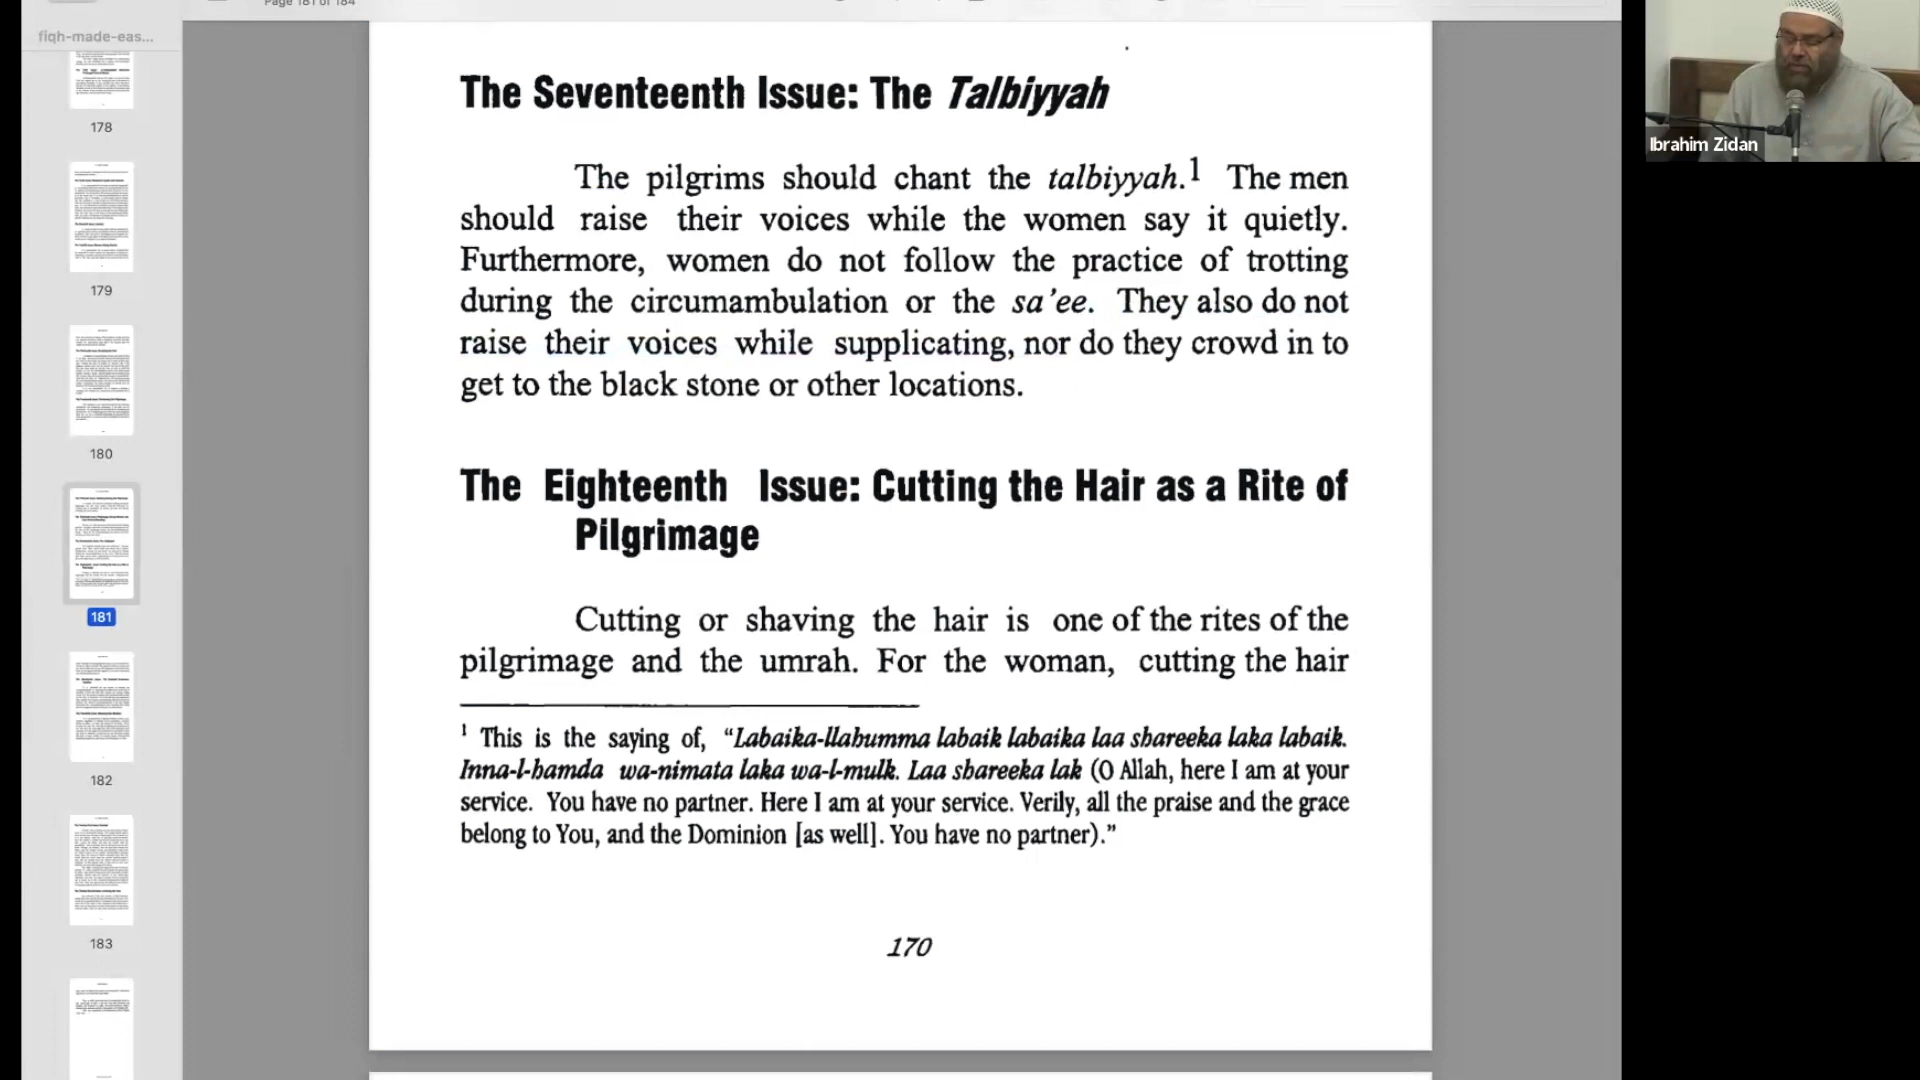 Page 181 of 184
fiqh-made-eas...
178
179
180
181
182
183
The Seventeenth Issue: The Talbiyyah
The pilgrims should chant the talbiyyah.1 The men
should raise their voices while the women say it quietly.
Furthermore, women do not follow the practice of trotting
during the circumambulation or the sa'ee. They also do not
raise their voices while supplicating, nor do they crowd in to
get to the black stone or other locations.
The Eighteenth Issue: Cutting the Hair as a Rite of
Pilgrimage
Cutting or shaving the hair is one of the rites of the
pilgrimage and the umrah. For the woman, cutting the hair
1 This is the saying of, "Labaika-llahumma labaik labaika laa shareeka laka labaik.
Inna-l-hamda wa-nimata laka wa-l-mulk. Laa shareeka lak (O Allah, here I am at your
service. You have no partner. Here I am at your service. Verily, all the praise and the grace
belong to You, and the Dominion [as well]. You have no partner)."
170
Ibrahim Zidan